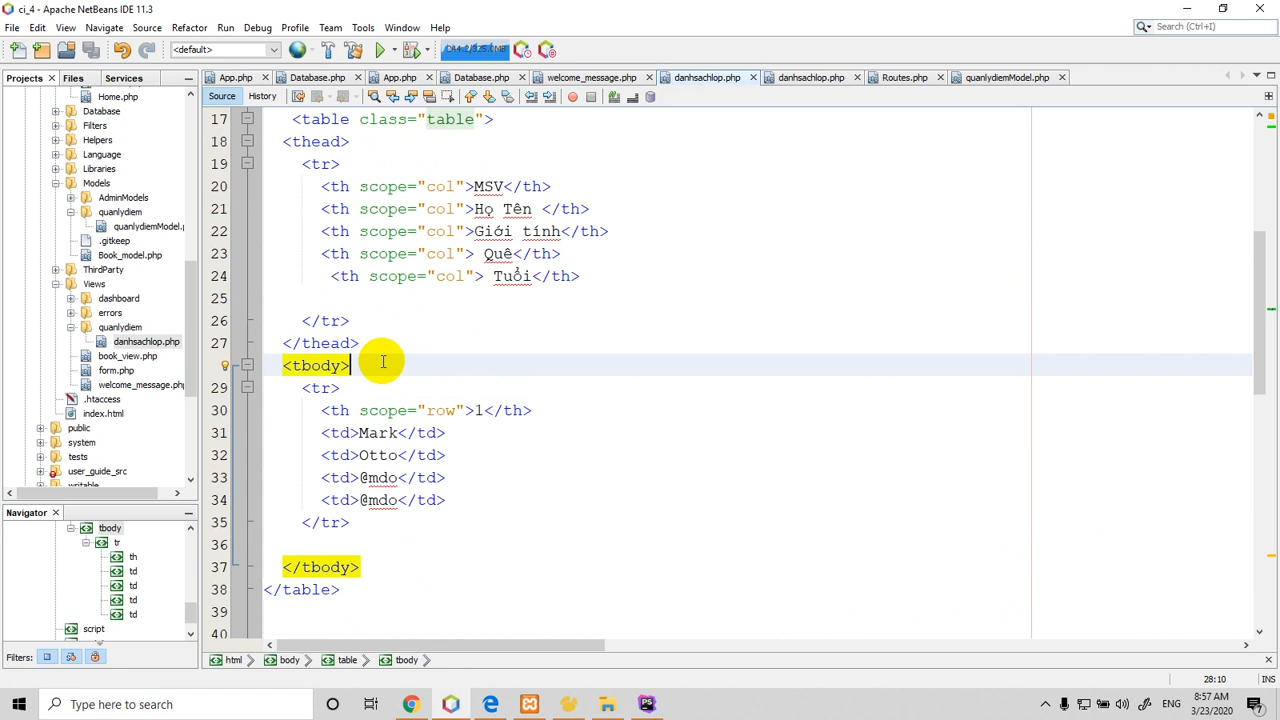 ci_4 - Apache NetBeans IDE 11.3
File Edit View Navigate Source Refactor Run Debug Profile Team Tools Window Help
Search (Ctrl+I)
<default>
Projects Files Services
App.php Database.php App.php Database.php welcome_message.php danhsachlop.php danhsachlop.php Routes.php quanlydiemModel.php
Source History
Home.php
Database
Filters
Helpers
Language
Libraries
Models
AdminModels
quanlydiem
quanlydiemModel.
.gitkeep
Book_model.php
ThirdParty
Views
dashboard
errors
quanlydiem
danhsachlop.php
book_view.php
form.php
welcome_message.php
.htaccess
index.html
public
system
tests
user_guide_src
writable
17 <table class="table">
18 <thead>
19 <tr>
20 <th scope="col">MSV</th>
21 <th scope="col">Họ Tên </th>
22 <th scope="col">Giới tính</th>
23 <th scope="col"> Quê</th>
24 <th scope="col"> Tuổi</th>
25
26 </tr>
27 </thead>
<tbody>
29 <tr>
30 <th scope="row">1</th>
31 <td>Mark</td>
32 <td>Otto</td>
33 <td>@mdo</td>
34 <td>@mdo</td>
35 </tr>
36
37 </tbody>
38 </table>
39
40
Navigator
tbody
tr
th
td
td
td
td
script
Filters:
html body table tbody
28:10 INS
Type here to search
ENG
8:57 AM
3/23/2020
7